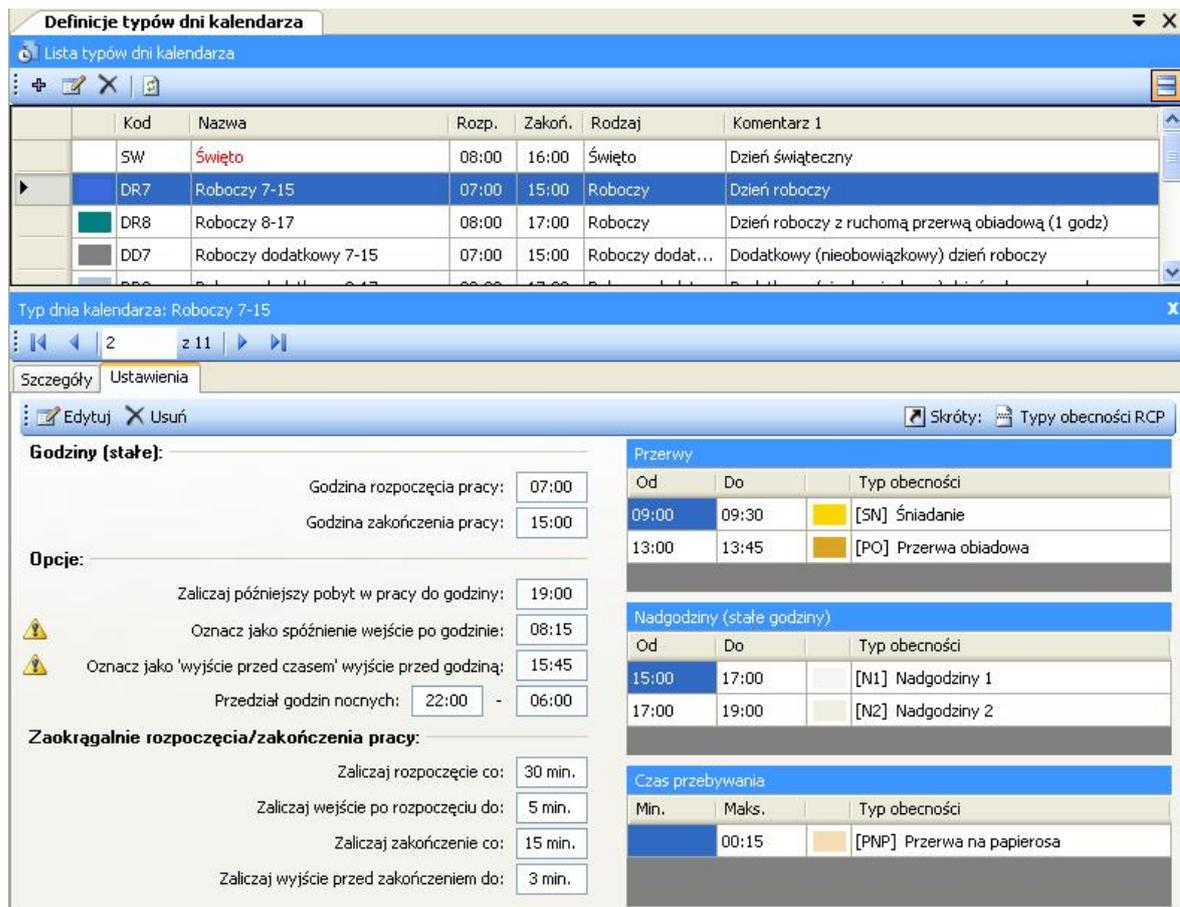 Definicje typów dni kalendarza
Lista typów dni kalendarza
Kod Nazwa Rozp. Zakoń. Rodzaj Komentarz 1
SW Święto 08:00 16:00 Święto Dzień świąteczny
DR7 Roboczy 7-15 07:00 15:00 Roboczy Dzień roboczy
DR8 Roboczy 8-17 08:00 17:00 Roboczy Dzień roboczy z ruchomą przerwą obiadową (1 godz)
DD7 Roboczy dodatkowy 7-15 07:00 15:00 Roboczy dodat... Dodatkowy (nieobowiązkowy) dzień roboczy
Typ dnia kalendarza: Roboczy 7-15
2 z 11
Szczegóły Ustawienia
Edytuj Usuń Skróty: Typy obecności RCP
Godziny (stałe):
Godzina rozpoczęcia pracy: 07:00
Godzina zakończenia pracy: 15:00
Opcje:
Zaliczaj późniejszy pobyt w pracy do godziny: 19:00
Oznacz jako spóźnienie wejście po godzinie: 08:15
Oznacz jako 'wyjście przed czasem' wyjście przed godziną: 15:45
Przedział godzin nocnych: 22:00 - 06:00
Zaokrągalnie rozpoczęcia/zakończenia pracy:
Zaliczaj rozpoczęcie co: 30 min.
Zaliczaj wejście po rozpoczęciu do: 5 min.
Zaliczaj zakończenie co: 15 min.
Zaliczaj wyjście przed zakończeniem do: 3 min.
Przerwy
Od Do Typ obecności
09:00 09:30 [SN] Śniadanie
13:00 13:45 [PO] Przerwa obiadowa
Nadgodziny (stałe godziny)
Od Do Typ obecności
15:00 17:00 [N1] Nadgodziny 1
17:00 19:00 [N2] Nadgodziny 2
Czas przebywania
Min. Maks. Typ obecności
00:15 [PNP] Przerwa na papierosa